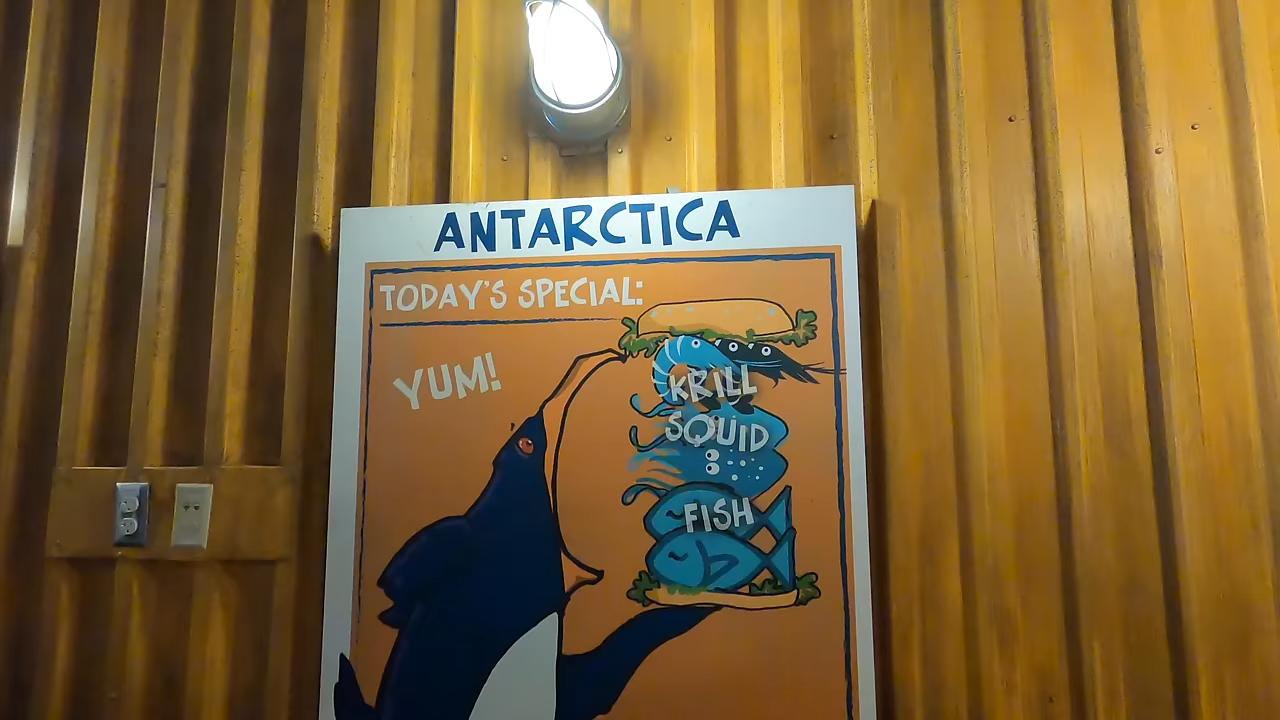 ANTARCTICA
TODAY'S SPECIAL:
YUM!
KRILL
SQUID
FISH